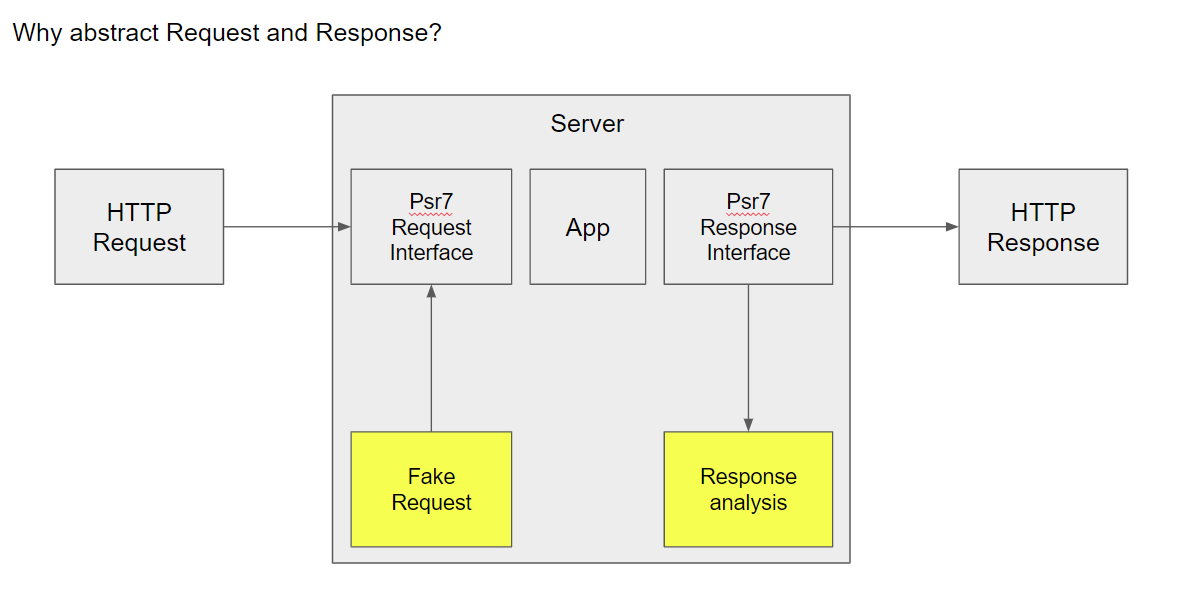 Why abstract Request and Response?
Server
HTTP
Request
Psr7
Request
Interface
App
Psr7
Response
Interface
HTTP
Response
Fake
Request
Response
analysis